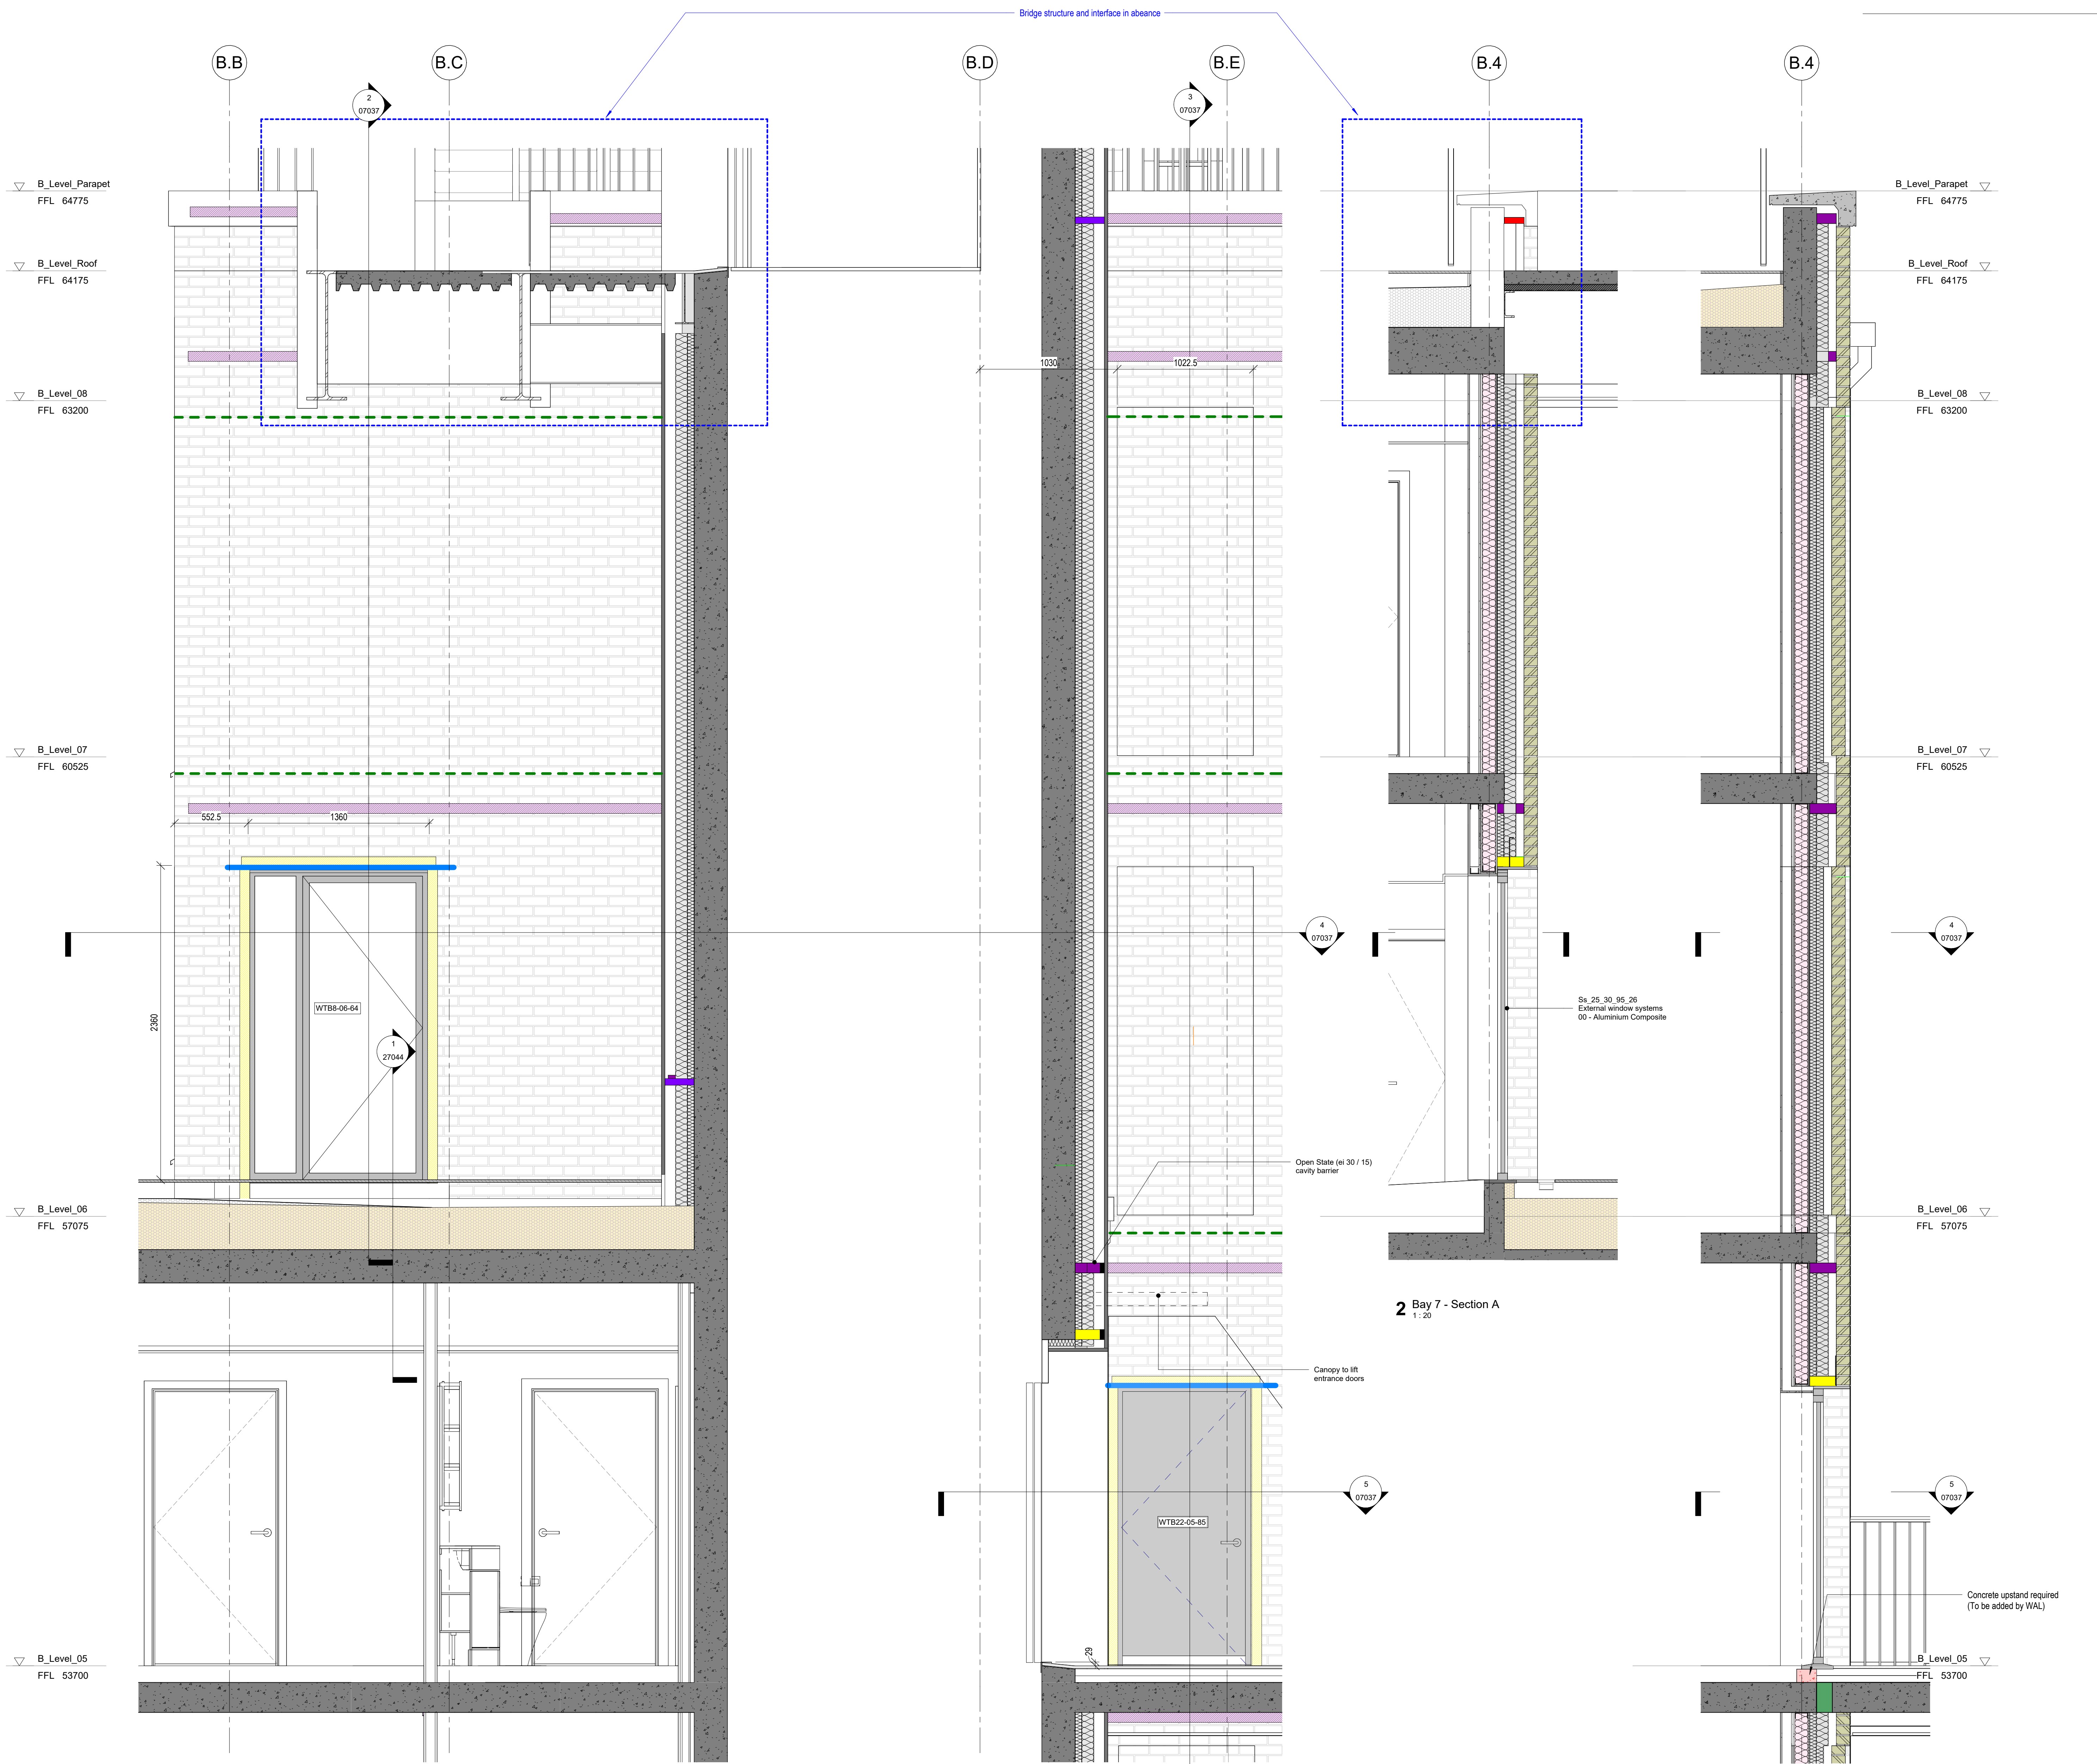 Bridge structure and interface in abeance
B.B
B.C
B.D
B.E
B.4
B.4
2
07037
3
07037
B_Level_Parapet
FFL 64775
B_Level_Parapet
FFL 64775
B_Level_Roof
FFL 64175
B_Level_Roof
FFL 64175
1030
1022.5
B_Level_08
FFL 63200
B_Level_08
FFL 63200
B_Level_07
FFL 60525
B_Level_07
FFL 60525
552.5
1360
4
07037
4
07037
2360
WTB8-06-64
Ss_25_30_95_26
External window systems
00 - Aluminium Composite
1
27044
Open State (ei 30 / 15)
cavity barrier
B_Level_06
FFL 57075
B_Level_06
FFL 57075
2 Bay 7 - Section A
1 : 20
Canopy to lift
entrance doors
5
07037
5
07037
WTB22-05-85
Concrete upstand required
(To be added by WAL)
29
B_Level_05
FFL 53700
B_Level_05
FFL 53700